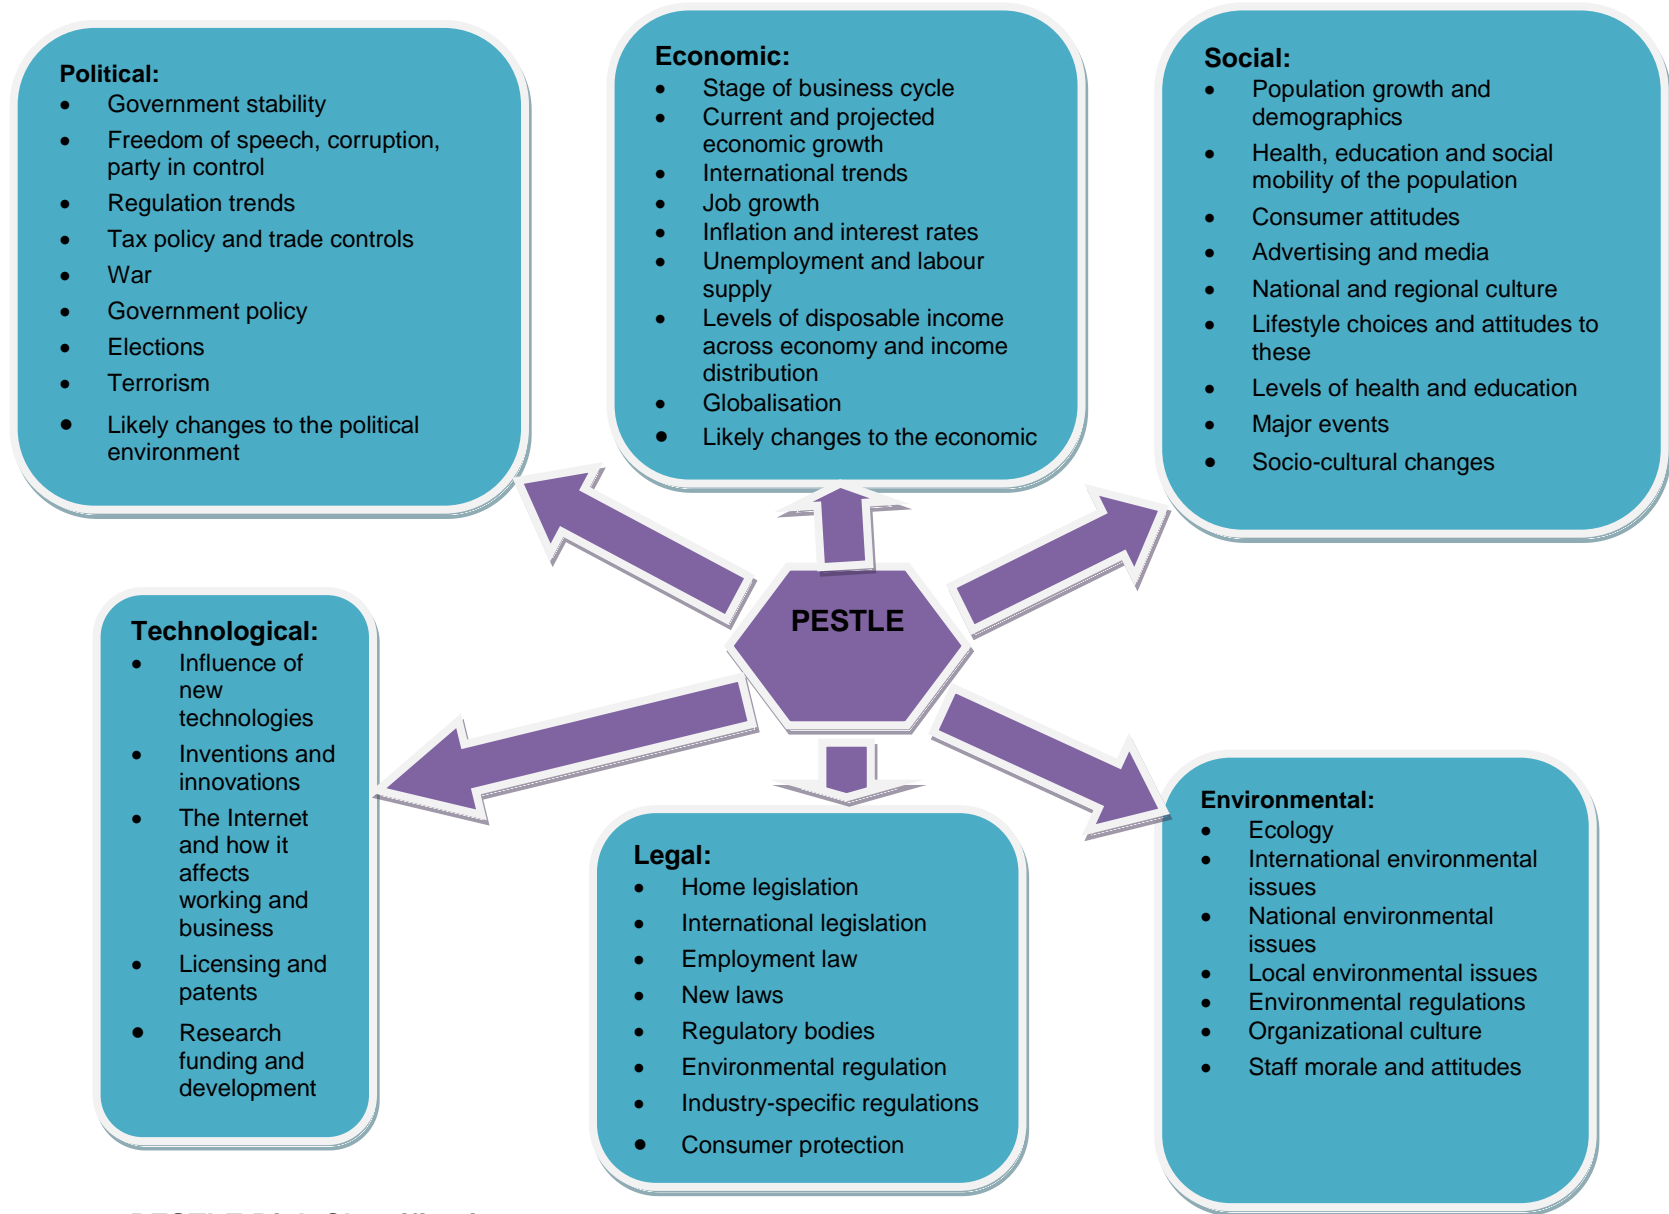 Political:
• Government stability
• Freedom of speech, corruption,
party in control
• Regulation trends
• Tax policy and trade controls
• War
• Government policy
• Elections
• Terrorism
• Likely changes to the political
environment
Economic:
• Stage of business cycle
• Current and projected
economic growth
• International trends
• Job growth
• Inflation and interest rates
• Unemployment and labour
supply
• Levels of disposable income
across economy and income
distribution
• Globalisation
• Likely changes to the economic
Social:
• Population growth and
demographics
• Health, education and social
mobility of the population
• Consumer attitudes
• Advertising and media
• National and regional culture
• Lifestyle choices and attitudes to
these
• Levels of health and education
• Major events
• Socio-cultural changes
PESTLE
Technological:
• Influence of
new
technologies
• Inventions and
innovations
• The Internet
and how it
affects
working and
business
• Licensing and
patents
• Research
funding and
development
Legal:
• Home legislation
• International legislation
• Employment law
• New laws
• Regulatory bodies
• Environmental regulation
• Industry-specific regulations
• Consumer protection
Environmental:
• Ecology
• International environmental
issues
• National environmental
issues
• Local environmental issues
• Environmental regulations
• Organizational culture
• Staff morale and attitudes